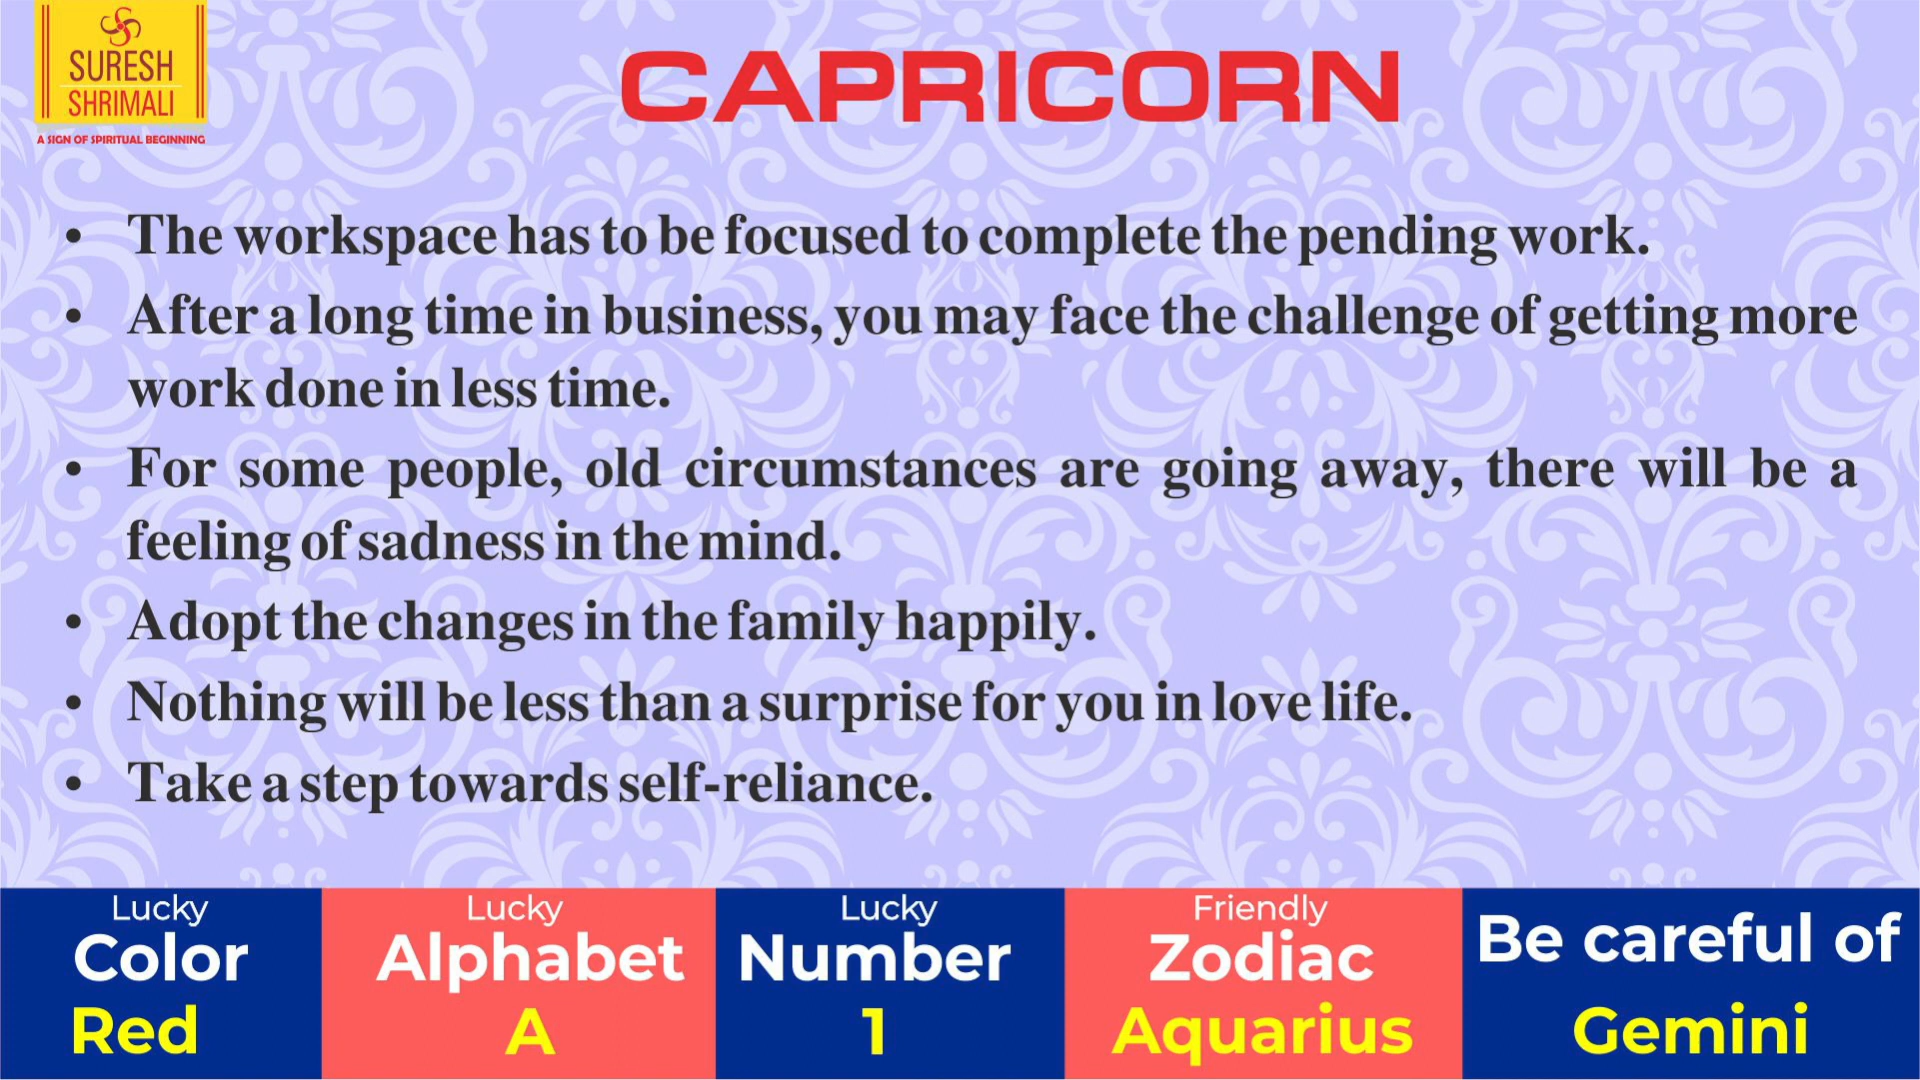 SURESH
SHRIMALI
A SIGN OF SPIRITUAL BEGINNING
CAPRICORN
• The workspace has to be focused to complete the pending work.
• After a long time in business, you may face the challenge of getting more
work done in less time.
• For some people, old circumstances are going away, there will be a
feeling of sadness in the mind.
• Adopt the changes in the family happily.
• Nothing will be less than a surprise for you in love life.
• Take a step towards self-reliance.
Lucky
Color
Red
Lucky
Alphabet
A
Lucky
Number
1
Friendly
Zodiac
Aquarius
Be careful of
Gemini